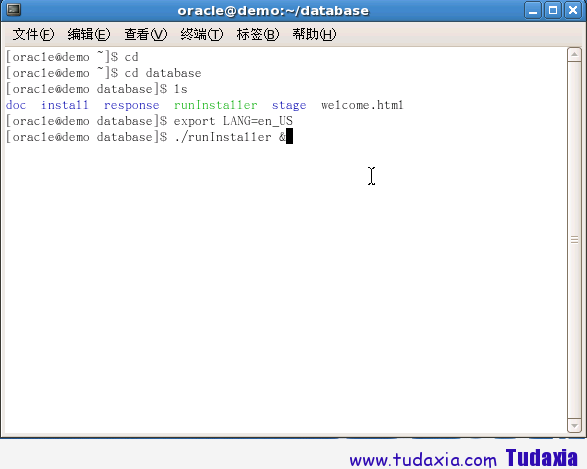 oracle@demo:~/database
文件(F) 编辑(E) 查看(V) 终端(T) 标签(B) 帮助(H)
[oracle@demo ~]$ cd
[oracle@demo ~]$ cd database
[oracle@demo database]$ ls
doc install response runInstaller stage welcome.html
[oracle@demo database]$ export LANG=en_US
[oracle@demo database]$ ./runInstaller &
www.tudaxia.com Tudaxia